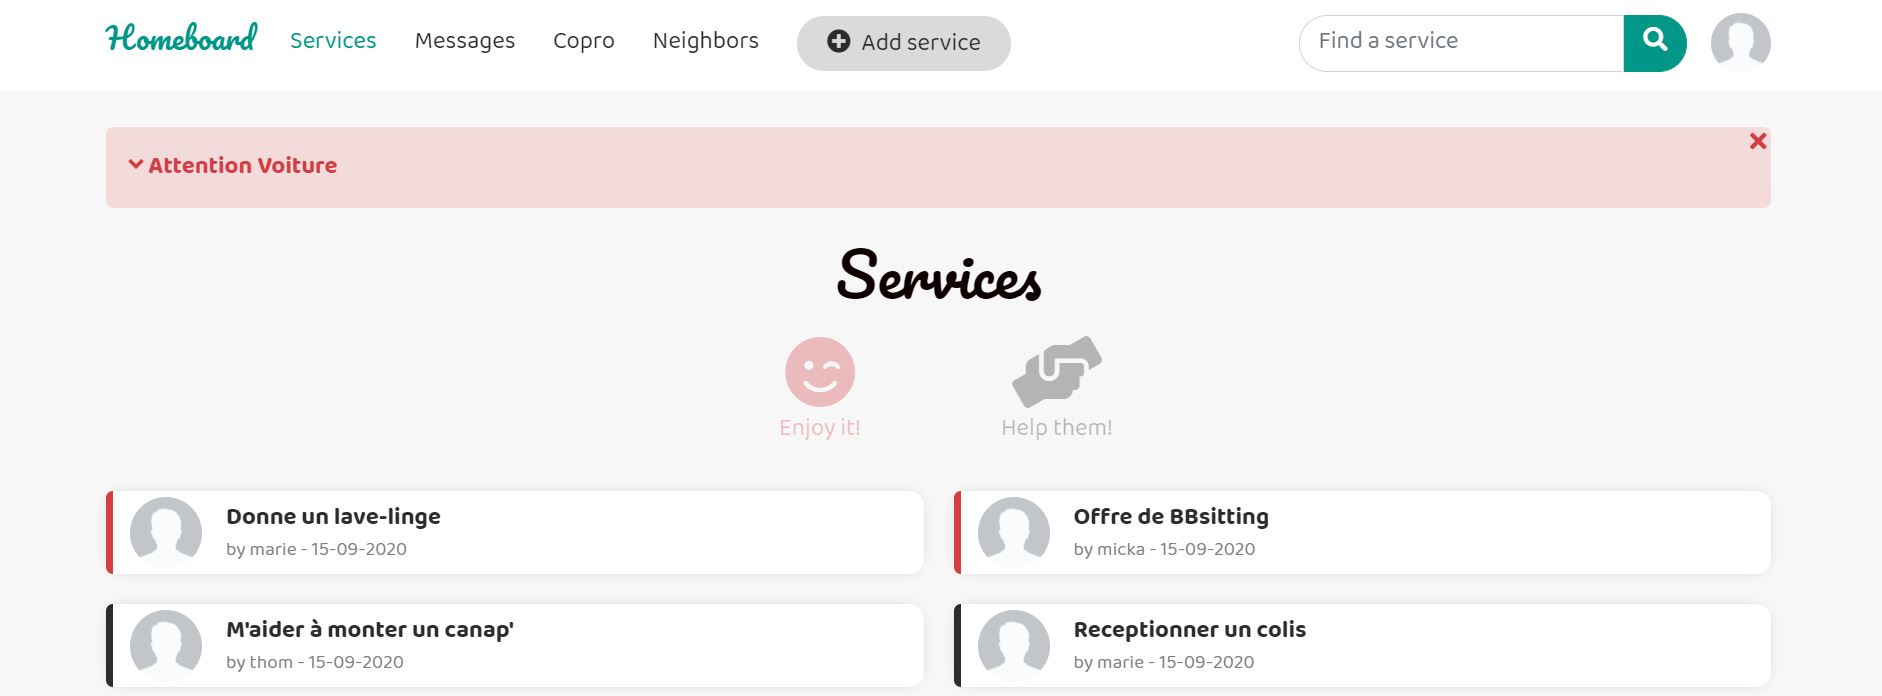 Homeboard Services Messages Copro Neighbors Add service Find a service
Attention Voiture
Services
Enjoy it! Help them!
Donne un lave-linge
by marie - 15-09-2020
Offre de BBsitting
by micka - 15-09-2020
M'aider à monter un canap'
by thom - 15-09-2020
Receptionner un colis
by marie - 15-09-2020